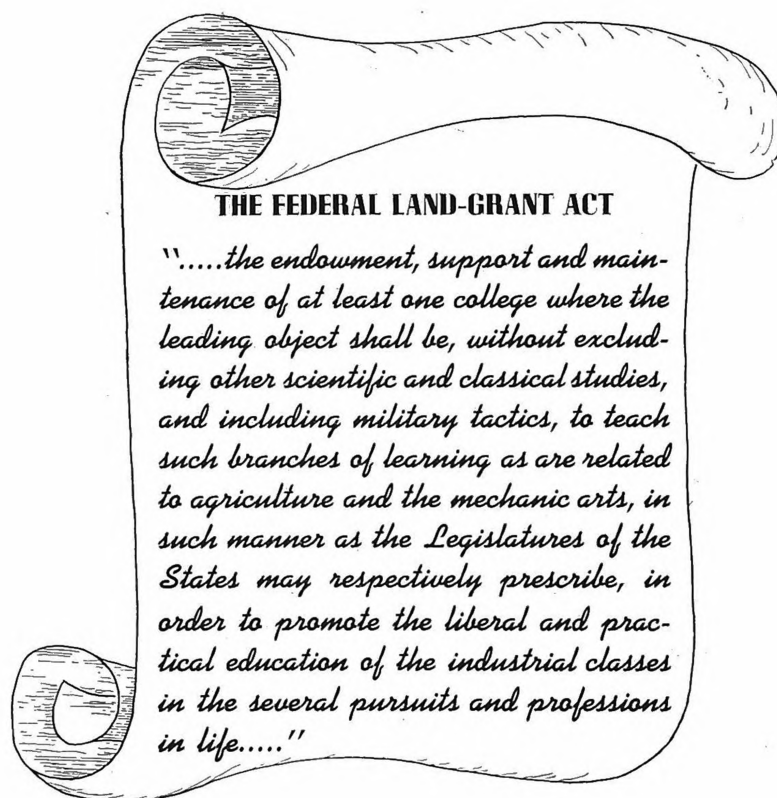 THE FEDERAL LAND-GRANT ACT
".....the endowment, support and main-
tenance of at least one college where the
leading object shall be, without exclud-
ing other scientific and classical studies,
and including military tactics, to teach
such branches of learning as are related
to agriculture and the mechanic arts, in
such manner as the Legislatures of the
States may respectively prescribe, in
order to promote the liberal and prac-
tical education of the industrial classes
in the several pursuits and professions
in life....."